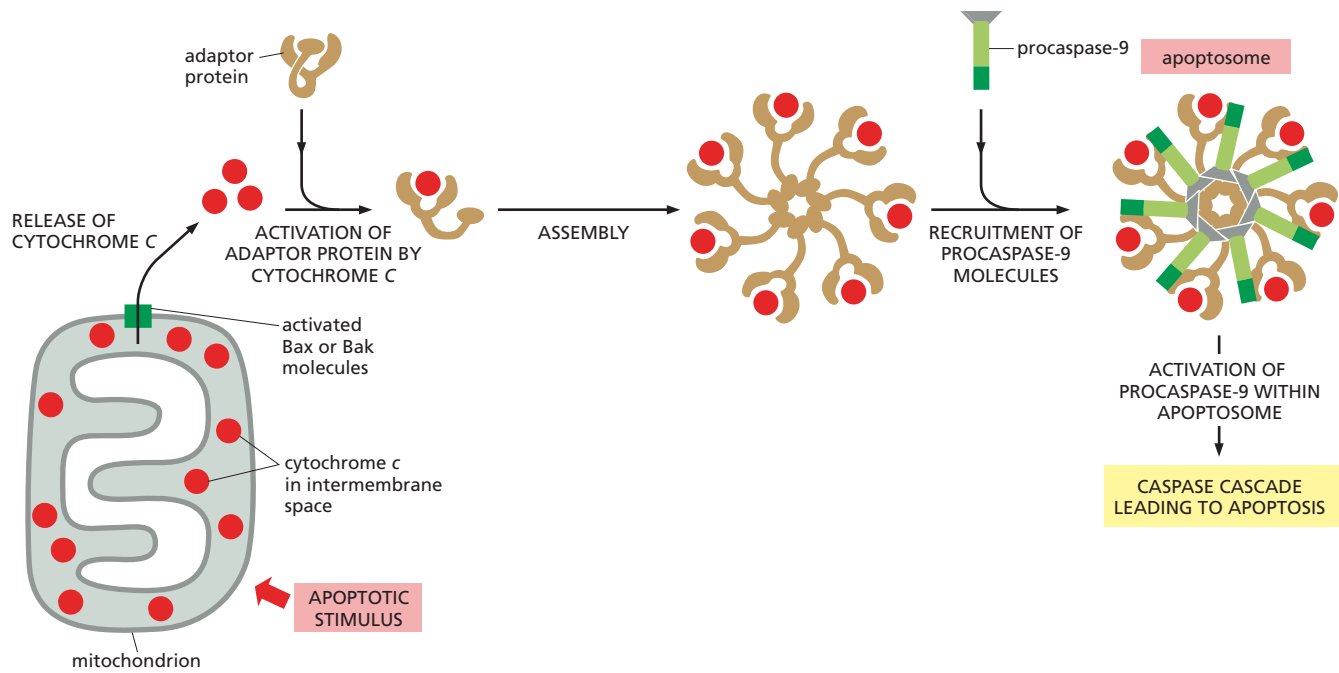 adaptor
protein
procaspase-9
apoptosome
RELEASE OF
CYTOCHROME C
ACTIVATION OF
ADAPTOR PROTEIN BY
CYTOCHROME C
ASSEMBLY
RECRUITMENT OF
PROCASPASE-9
MOLECULES
activated
Bax or Bak
molecules
ACTIVATION OF
PROCASPASE-9 WITHIN
APOPTOSOME
cytochrome c
in intermembrane
space
CASPASE CASCADE
LEADING TO APOPTOSIS
APOPTOTIC
STIMULUS
mitochondrion